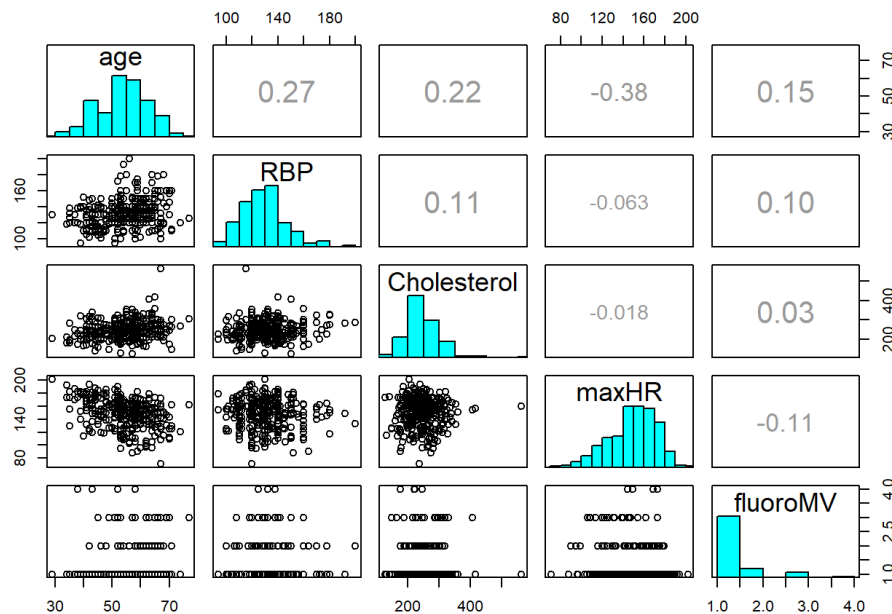 100 140 180 80 120 160 200
age 0.27 0.22 -0.38 0.15 30 50 70
100 160 RBP 0.11 -0.063 0.10
Cholesterol -0.018 0.03 200 400
80 140 200 maxHR -0.11
fluoroMV 1.0 2.5 4.0
30 50 70 200 400 1.0 2.0 3.0 4.0